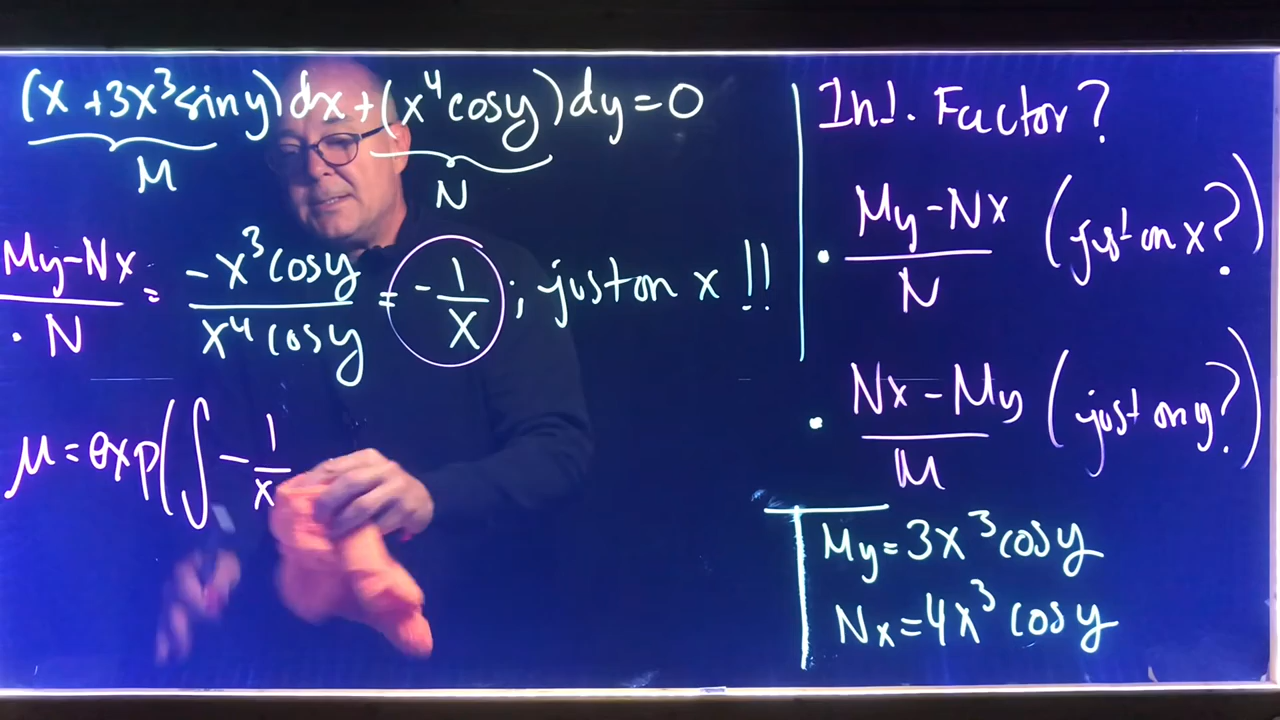 (x + 3x³ sin y) dx + (x⁴ cos y) dy = 0
M
N
My - Nx / N = -x³ cos y / x⁴ cos y = - 1/x ; just on x !!
μ = exp( ∫ - 1/x
Int. Factor?
• My - Nx / N (just on x?)
• Nx - My / M (just on y?)
My = 3x³ cos y
Nx = 4x³ cos y